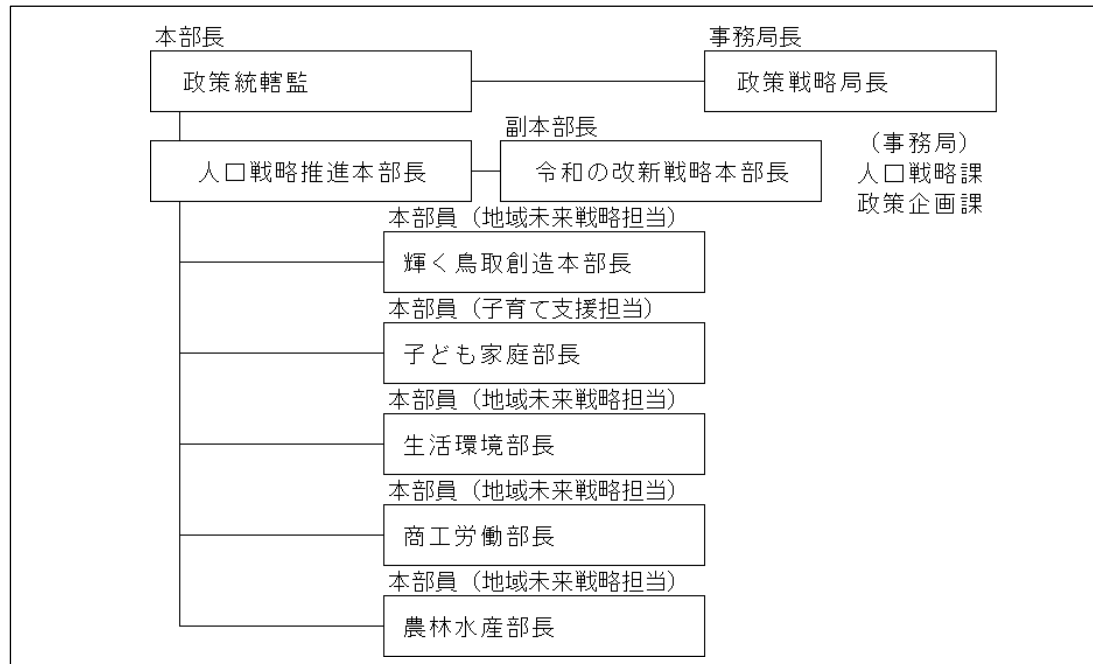 本部長
事務局長
政策統轄監
政策戦略局長
副本部長
人口戦略推進本部長
令和の改新戦略本部長
（事務局）
人口戦略課
政策企画課
本部員（地域未来戦略担当）
輝く鳥取創造本部長
本部員（子育て支援担当）
子ども家庭部長
本部員（地域未来戦略担当）
生活環境部長
本部員（地域未来戦略担当）
商工労働部長
本部員（地域未来戦略担当）
農林水産部長